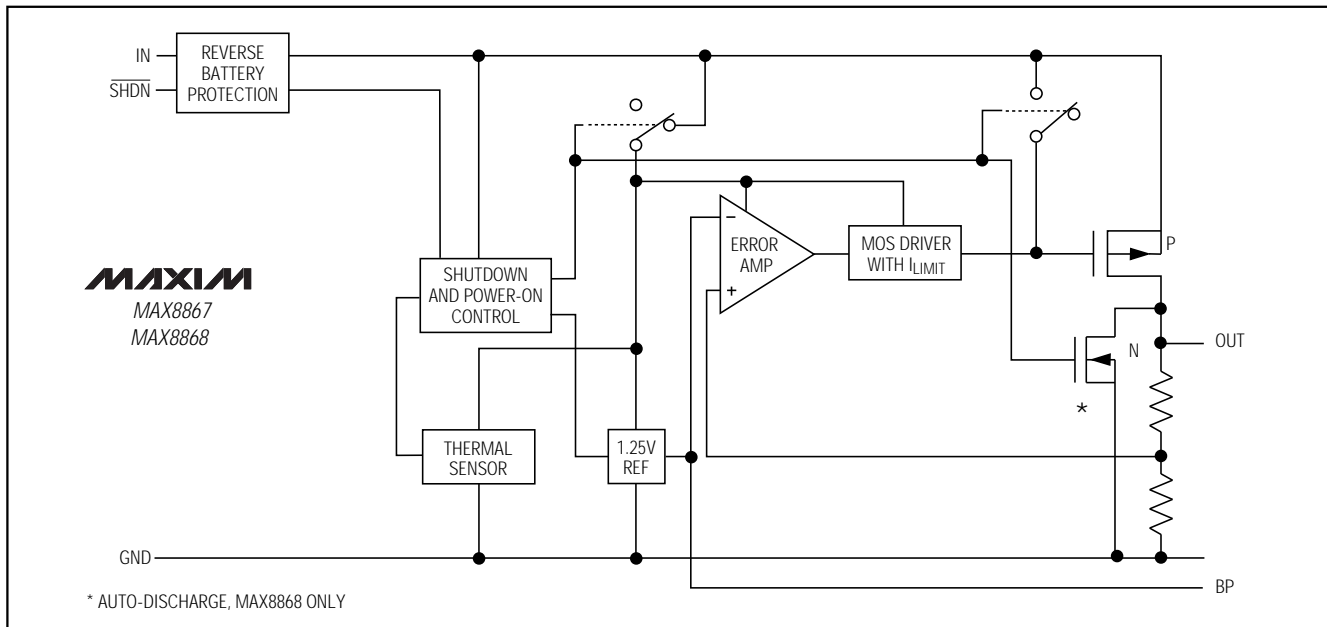 IN
SHDN
REVERSE
BATTERY
PROTECTION
MAXIM
MAX8867
MAX8868
SHUTDOWN
AND POWER-ON
CONTROL
THERMAL
SENSOR
1.25V
REF
−
ERROR
AMP
+
MOS DRIVER
WITH ILIMIT
P
N
*
OUT
GND
BP
* AUTO-DISCHARGE, MAX8868 ONLY